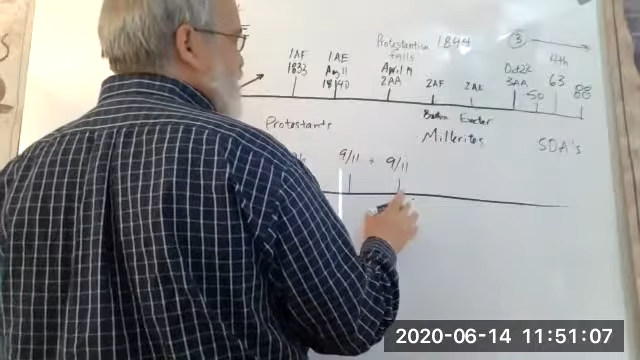 Protestantism 1844
falls
③
1AF
1833
1AE
Aug 11
1840
April 19
2AA
2AF
2AE
Oct 22
3AA
50
4th
63
88
Boston Exeter
Protestants
Millerites
SDA's
9/11 + 9/11
2020-06-14 11:51:07